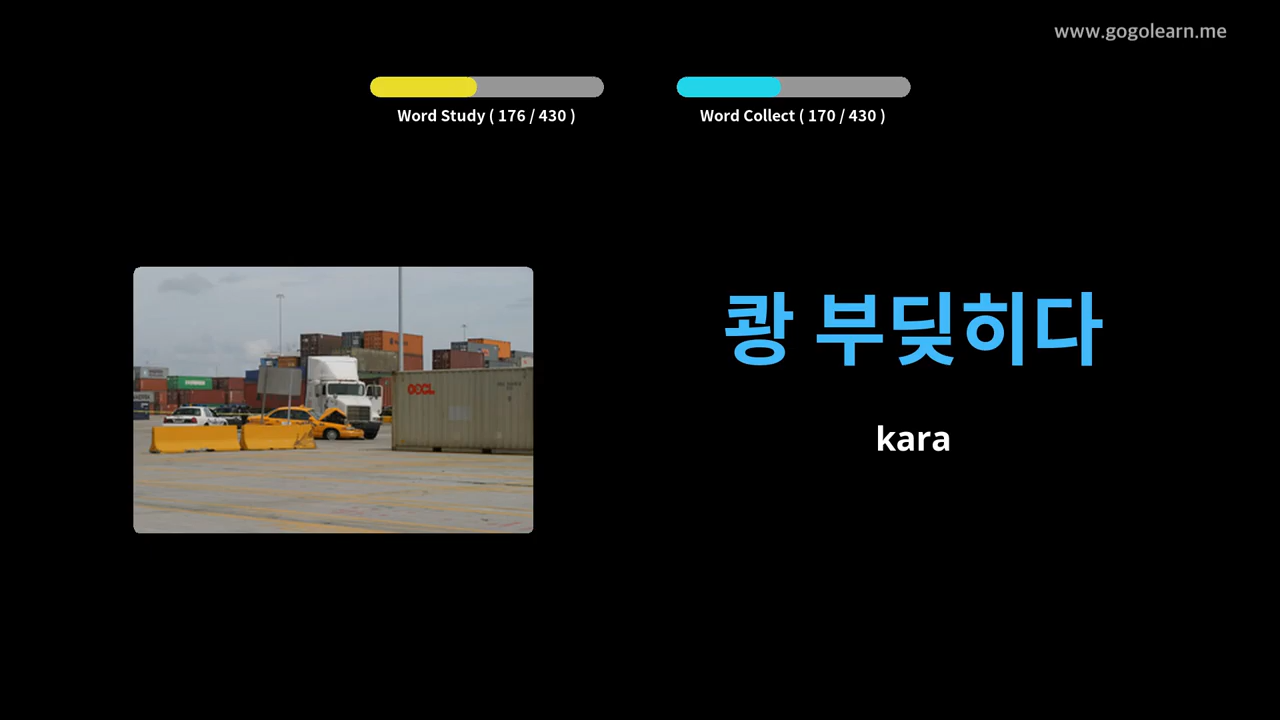 www.gogolearn.me
Word Study ( 176 / 430 )
Word Collect ( 170 / 430 )
쾅 부딪히다
kara